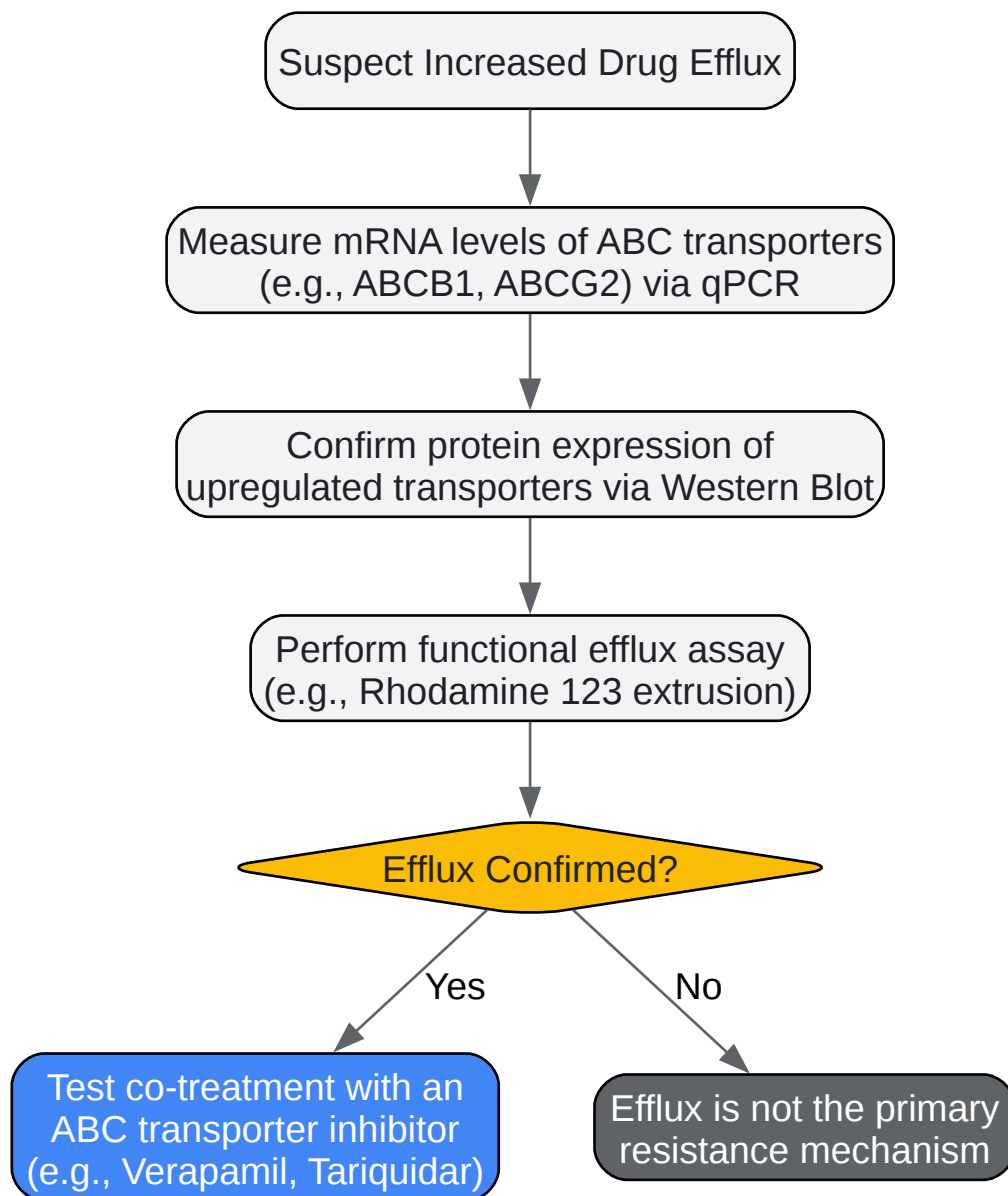 Suspect Increased Drug Efflux
Measure mRNA levels of ABC transporters
(e.g., ABCB1, ABCG2) via qPCR
Confirm protein expression of
upregulated transporters via Western Blot
Perform functional efflux assay
(e.g., Rhodamine 123 extrusion)
Efflux Confirmed?
Yes
No
Test co-treatment with an
ABC transporter inhibitor
(e.g., Verapamil, Tariquidar)
Efflux is not the primary
resistance mechanism